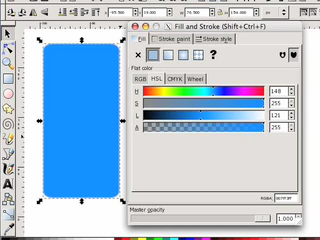 Fill and Stroke (Shift+Ctrl+F)
Fill Stroke paint Stroke style
?
Flat color
RGB HSL CMYK Wheel
H 148
S 255
L 121
A 255
RGBA:
Master opacity
1.000